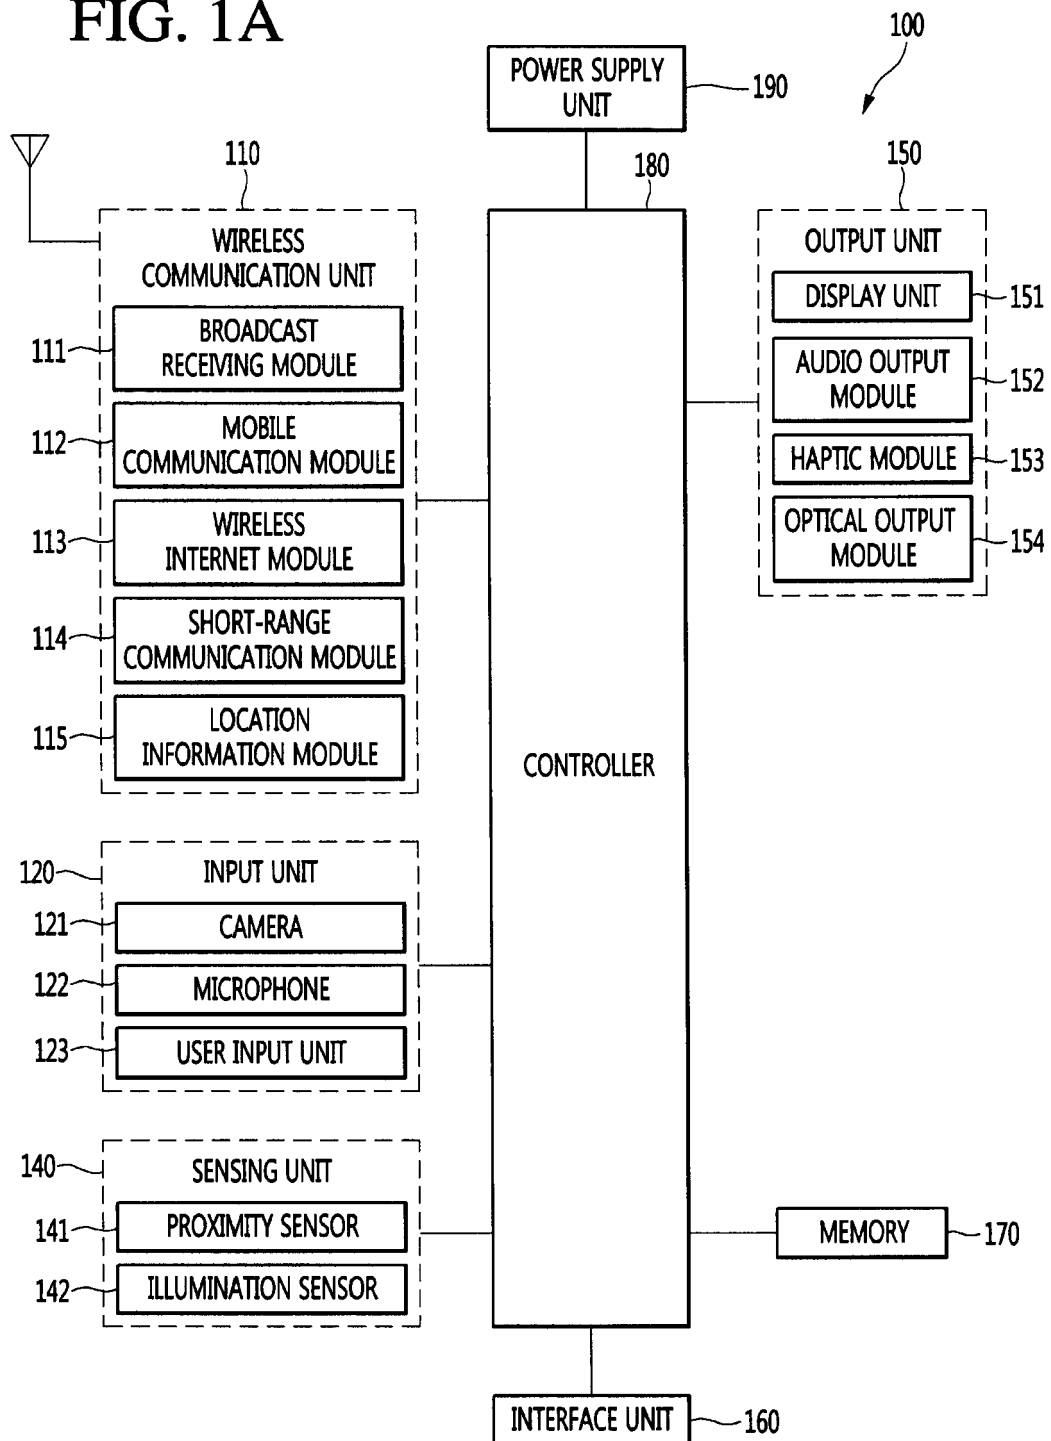 FIG. 1A
100
POWER SUPPLY
UNIT
190
110
180
150
WIRELESS
COMMUNICATION UNIT
111
BROADCAST
RECEIVING MODULE
112
MOBILE
COMMUNICATION MODULE
113
WIRELESS
INTERNET MODULE
114
SHORT-RANGE
COMMUNICATION MODULE
115
LOCATION
INFORMATION MODULE
120
INPUT UNIT
121
CAMERA
122
MICROPHONE
123
USER INPUT UNIT
140
SENSING UNIT
141
PROXIMITY SENSOR
142
ILLUMINATION SENSOR
CONTROLLER
OUTPUT UNIT
DISPLAY UNIT
151
AUDIO OUTPUT
MODULE
152
HAPTIC MODULE
153
OPTICAL OUTPUT
MODULE
154
MEMORY
170
INTERFACE UNIT
160